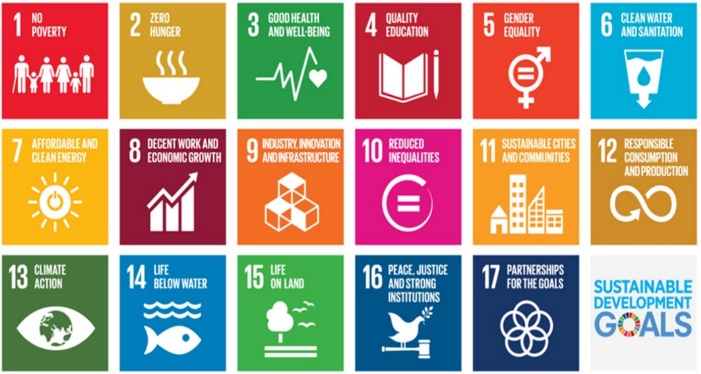 1 NO
POVERTY
2 ZERO
HUNGER
3 GOOD HEALTH
AND WELL-BEING
4 QUALITY
EDUCATION
5 GENDER
EQUALITY
6 CLEAN WATER
AND SANITATION
7 AFFORDABLE AND
CLEAN ENERGY
8 DECENT WORK AND
ECONOMIC GROWTH
9 INDUSTRY, INNOVATION
AND INFRASTRUCTURE
10 REDUCED
INEQUALITIES
11 SUSTAINABLE CITIES
AND COMMUNITIES
12 RESPONSIBLE
CONSUMPTION
AND PRODUCTION
13 CLIMATE
ACTION
14 LIFE
BELOW WATER
15 LIFE
ON LAND
16 PEACE, JUSTICE
AND STRONG
INSTITUTIONS
17 PARTNERSHIPS
FOR THE GOALS
SUSTAINABLE
DEVELOPMENT
GOALS